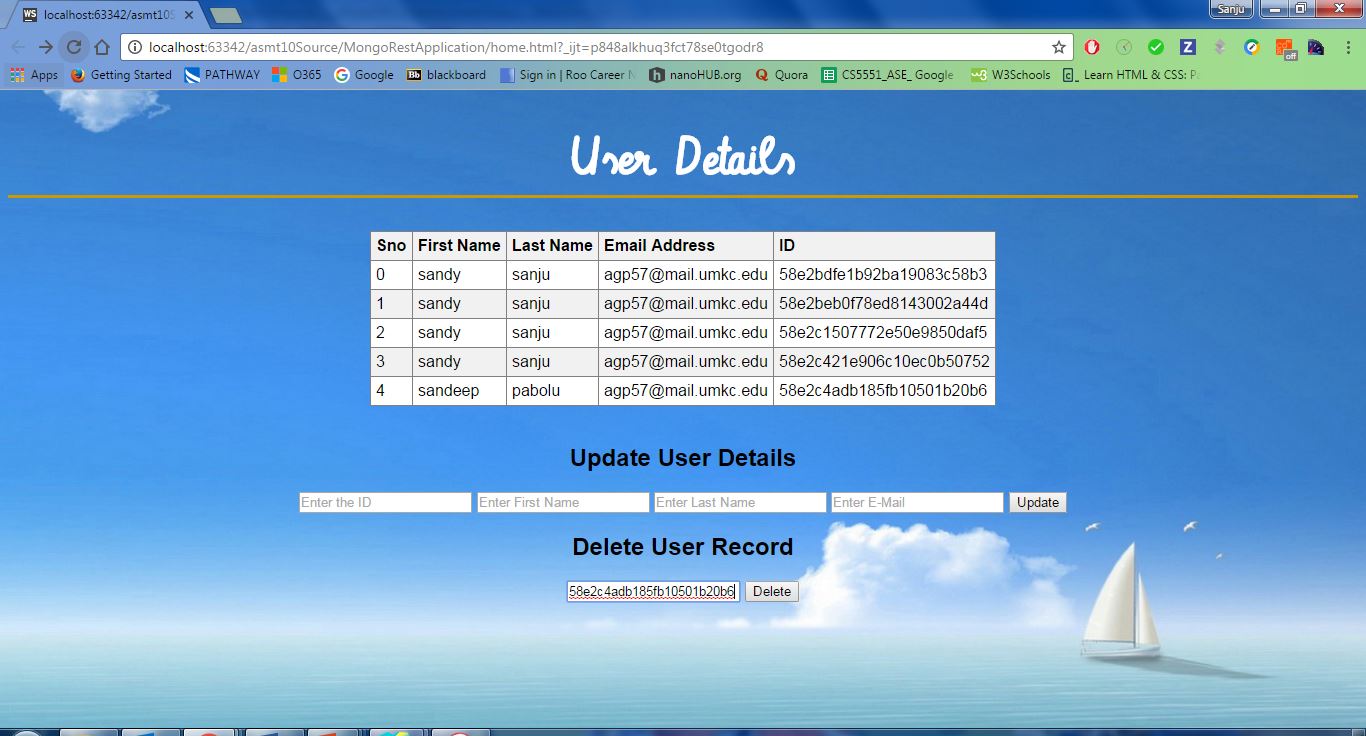 WS localhost:63342/asmt10S
Sanju
localhost:63342/asmt10Source/MongoRestApplication/home.html?_ijt=p848alkhuq3fct78se0tgodr8
off
Apps Getting Started PATHWAY O365 Google Bb blackboard Sign in | Roo Career nanoHUB.org Quora CS5551_ASE_ Google W3Schools Learn HTML & CSS:
User Details
Sno First Name Last Name Email Address ID
0 sandy sanju agp57@mail.umkc.edu 58e2bdfe1b92ba19083c58b3
1 sandy sanju agp57@mail.umkc.edu 58e2beb0f78ed8143002a44d
2 sandy sanju agp57@mail.umkc.edu 58e2c1507772e50e9850daf5
3 sandy sanju agp57@mail.umkc.edu 58e2c421e906c10ec0b50752
4 sandeep pabolu agp57@mail.umkc.edu 58e2c4adb185fb10501b20b6
Update User Details
Enter the ID Enter First Name Enter Last Name Enter E-Mail Update
Delete User Record
58e2c4adb185fb10501b20b6 Delete